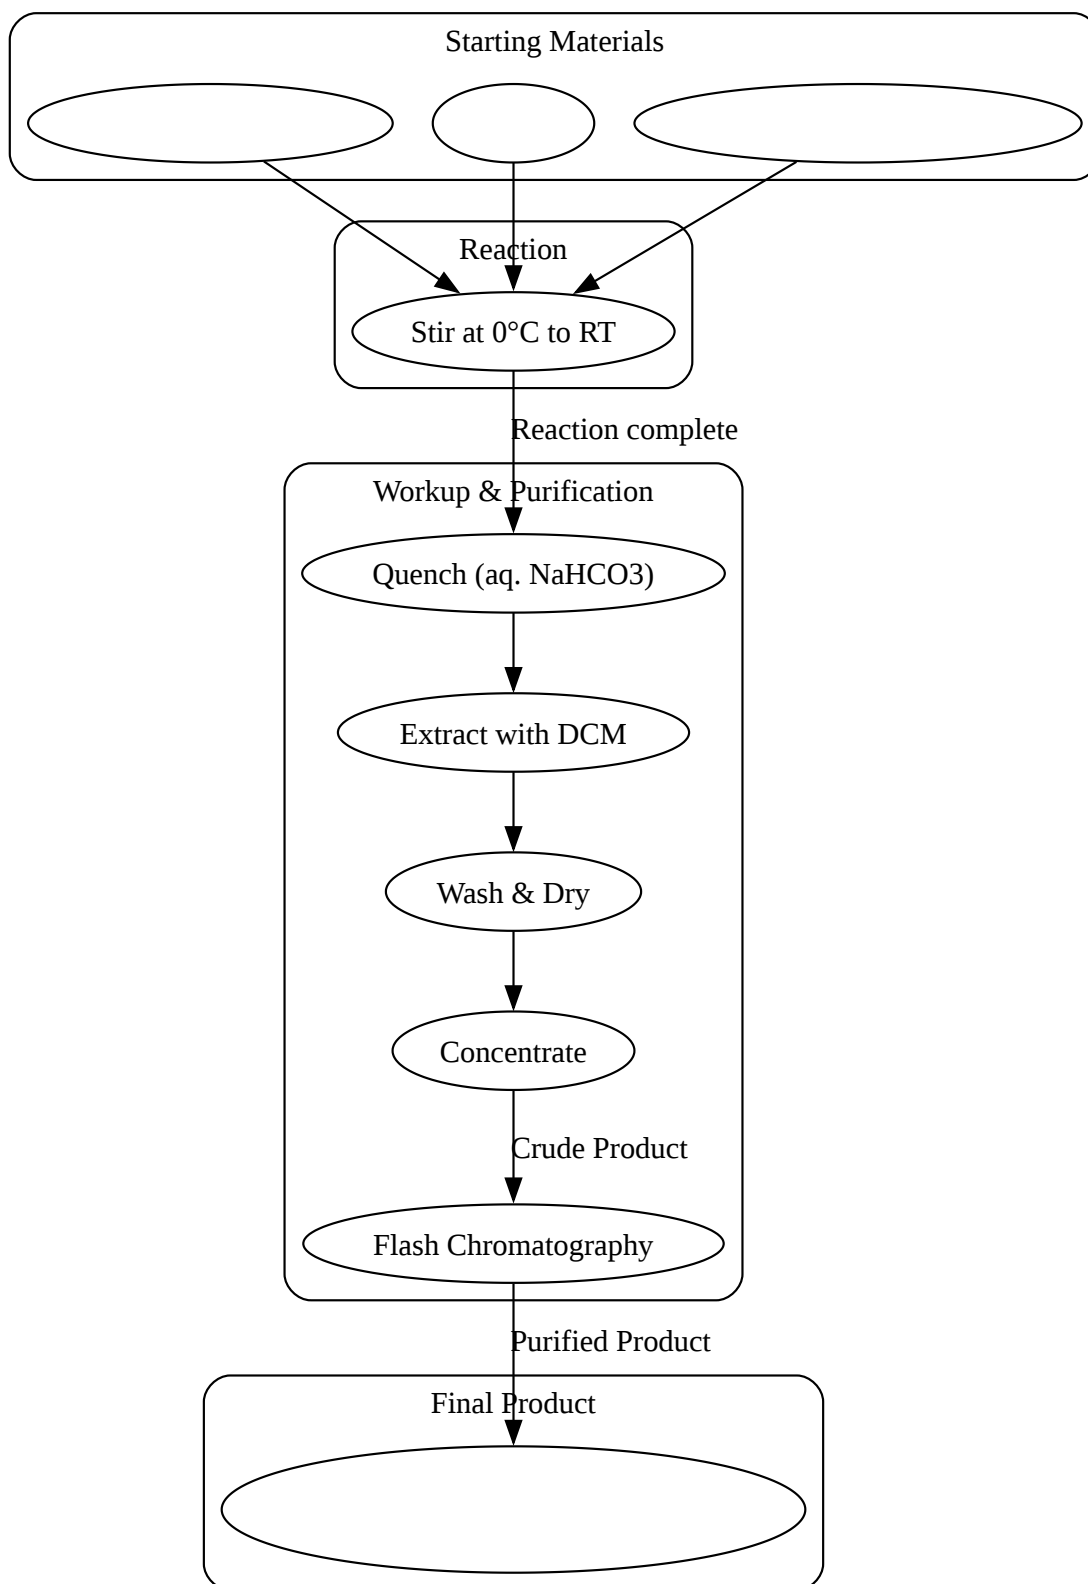 Starting Materials
Reaction
Stir at 0°C to RT
Reaction complete
Workup & Purification
Quench (aq. NaHCO3)
Extract with DCM
Wash & Dry
Concentrate
Crude Product
Flash Chromatography
Purified Product
Final Product